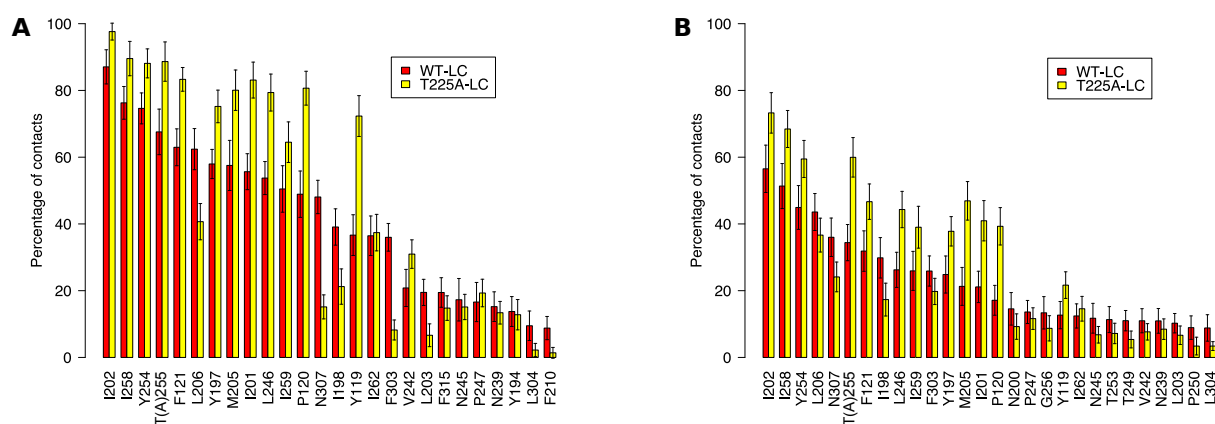 A
Percentage of contacts
100
80
60
40
20
0
WT-LC
T225A-LC
I202
I258
Y254
T(A)255
F121
L206
Y197
M205
I201
L246
I259
P120
N307
I198
Y119
I262
F303
V242
L203
F315
N245
P247
N239
Y194
L304
F210
B
Percentage of contacts
100
80
60
40
20
0
WT-LC
T225A-LC
I202
I258
Y254
L206
N307
T(A)255
F121
I198
L246
I259
F303
Y197
M205
I201
P120
N200
P247
G256
Y119
I262
N245
T253
T249
V242
N239
L203
P250
L304